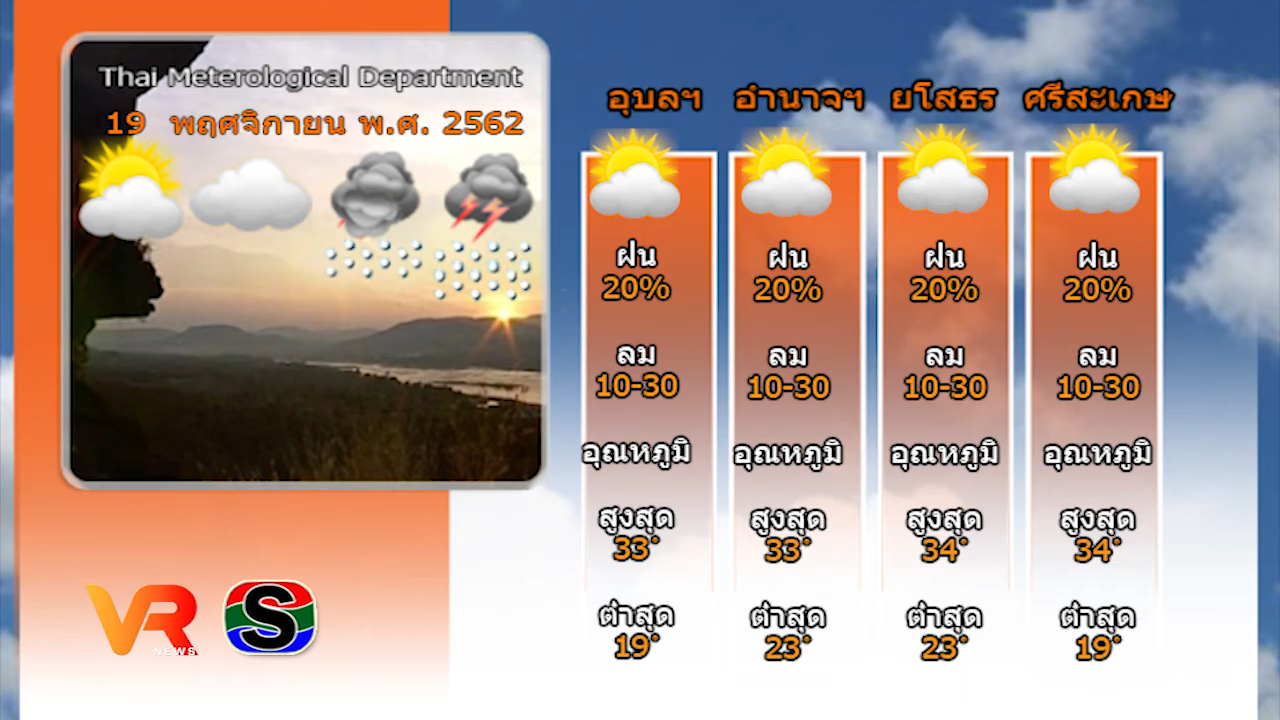 Thai Meterological Department
19 พฤศจิกายน พ.ศ. 2562
อุบลฯ อำนาจฯ ยโสธร ศรีสะเกษ
ฝน ฝน ฝน ฝน
20% 20% 20% 20%
ลม ลม ลม ลม
10-30 10-30 10-30 10-30
อุณหภูมิ อุณหภูมิ อุณหภูมิ อุณหภูมิ
สูงสุด สูงสุด สูงสุด สูงสุด
33° 33° 34° 34°
ต่ำสุด ต่ำสุด ต่ำสุด ต่ำสุด
19° 23° 23° 19°
VR S
NEWS